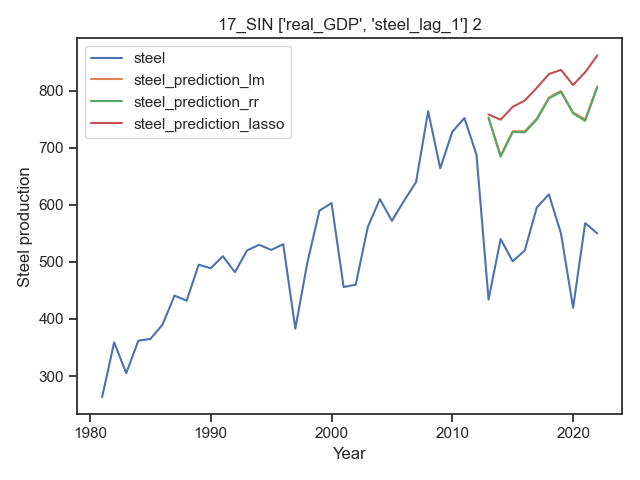 17_SIN ['real_GDP', 'steel_lag_1'] 2
steel
steel_prediction_lm
steel_prediction_rr
steel_prediction_lasso
Steel production
800
700
600
500
400
300
1980
1990
2000
2010
2020
Year